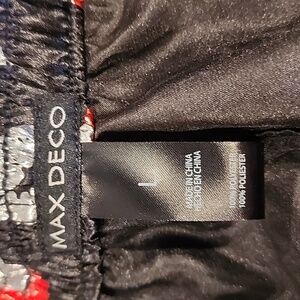 MAX DECO
L
MADE IN CHINA
HECHO EN CHINA
100% POLYESTER
100% POLIESTER